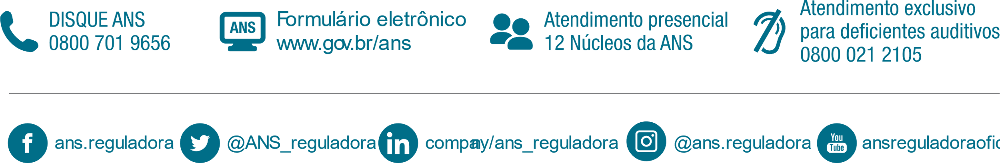 DISQUE ANS
0800 701 9656
ANS
Formulário eletrônico
www.gov.br/ans
Atendimento presencial
12 Núcleos da ANS
Atendimento exclusivo
para deficientes auditivos
0800 021 2105
ans.reguladora
@ANS_reguladora
in
company/ans_reguladora
@ans.reguladora
You
Tube
ansreguladoraofic